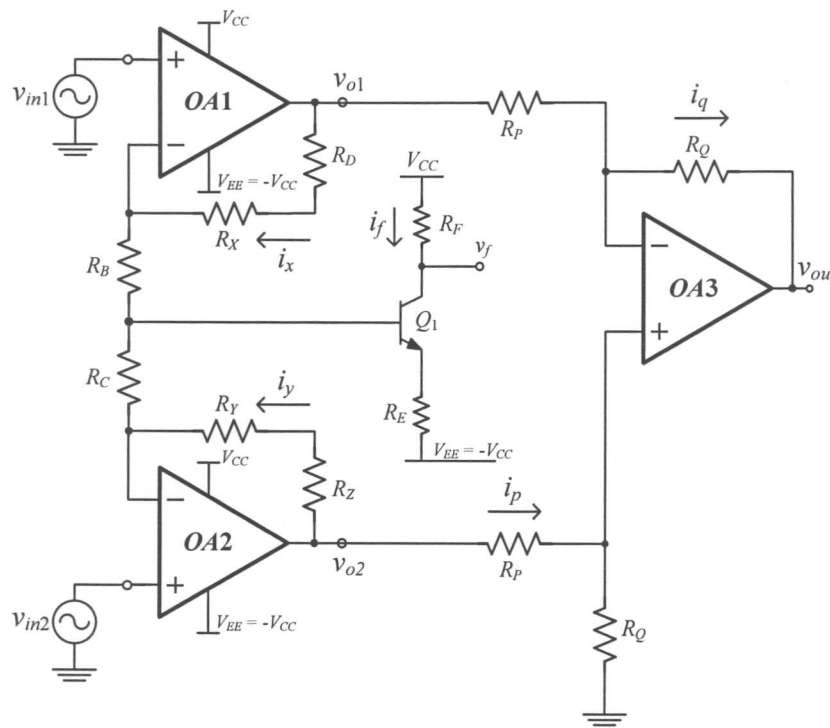 V_CC
v_in1
+
OA1
v_o1
−
R_D
V_EE = -V_CC
R_P
i_q
R_Q
R_X
i_x
V_CC
i_f
R_F
v_f
R_B
−
OA3
v_ou
+
Q_1
R_C
i_y
R_Y
R_E
V_CC
V_EE = -V_CC
−
R_Z
i_p
OA2
v_o2
R_P
+
v_in2
V_EE = -V_CC
R_Q